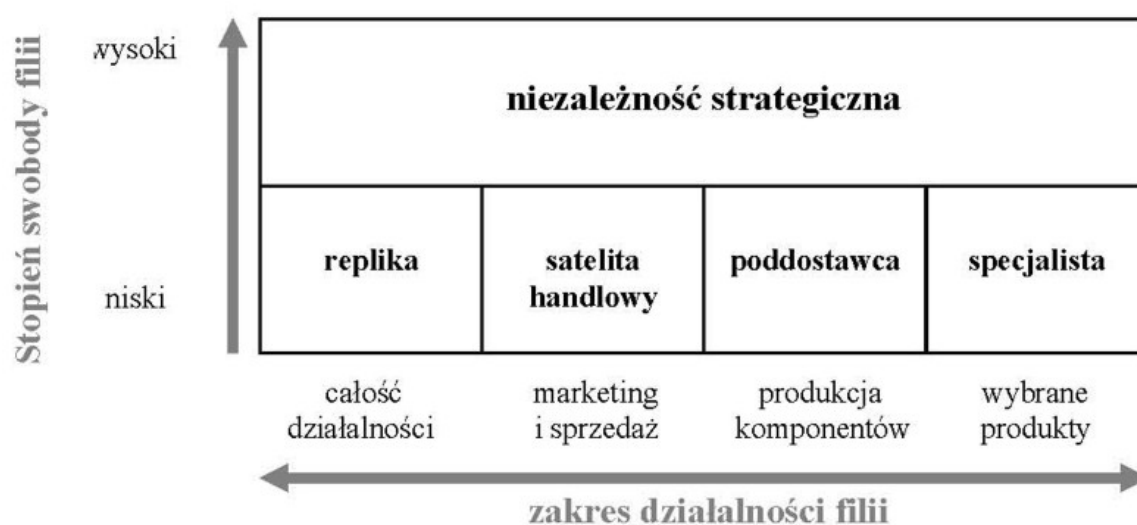 Stopień swobody filii
wysoki
niezależność strategiczna
niski
replika
satelita
handlowy
poddostawca
specjalista
całość
działalności
marketing
i sprzedaż
produkcja
komponentów
wybrane
produkty
zakres działalności filii